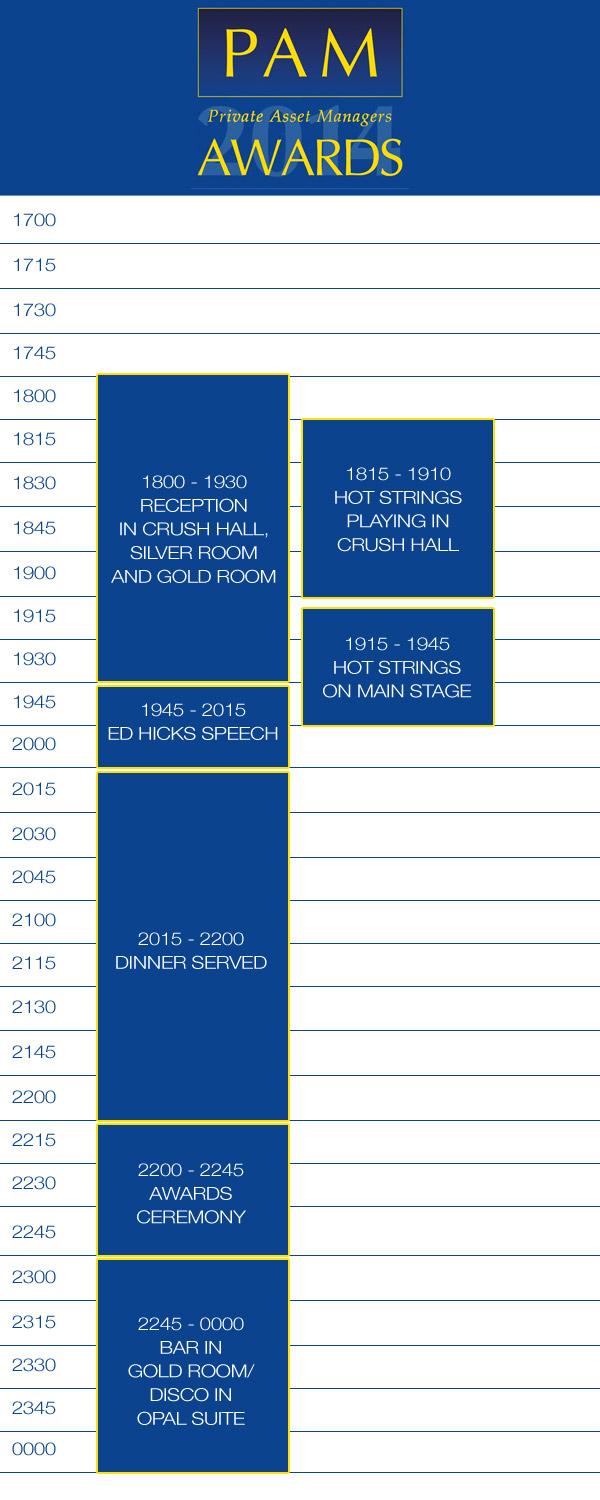 PAM
2014
Private Asset Managers
AWARDS
1700
1715
1730
1745
1800
1815
1830
1845
1900
1915
1930
1945
2000
2015
2030
2045
2100
2115
2130
2145
2200
2215
2230
2245
2300
2315
2330
2345
0000
1800 - 1930
RECEPTION
IN CRUSH HALL,
SILVER ROOM
AND GOLD ROOM
1815 - 1910
HOT STRINGS
PLAYING IN
CRUSH HALL
1915 - 1945
HOT STRINGS
ON MAIN STAGE
1945 - 2015
ED HICKS SPEECH
2015 - 2200
DINNER SERVED
2200 - 2245
AWARDS
CEREMONY
2245 - 0000
BAR IN
GOLD ROOM/
DISCO IN
OPAL SUITE